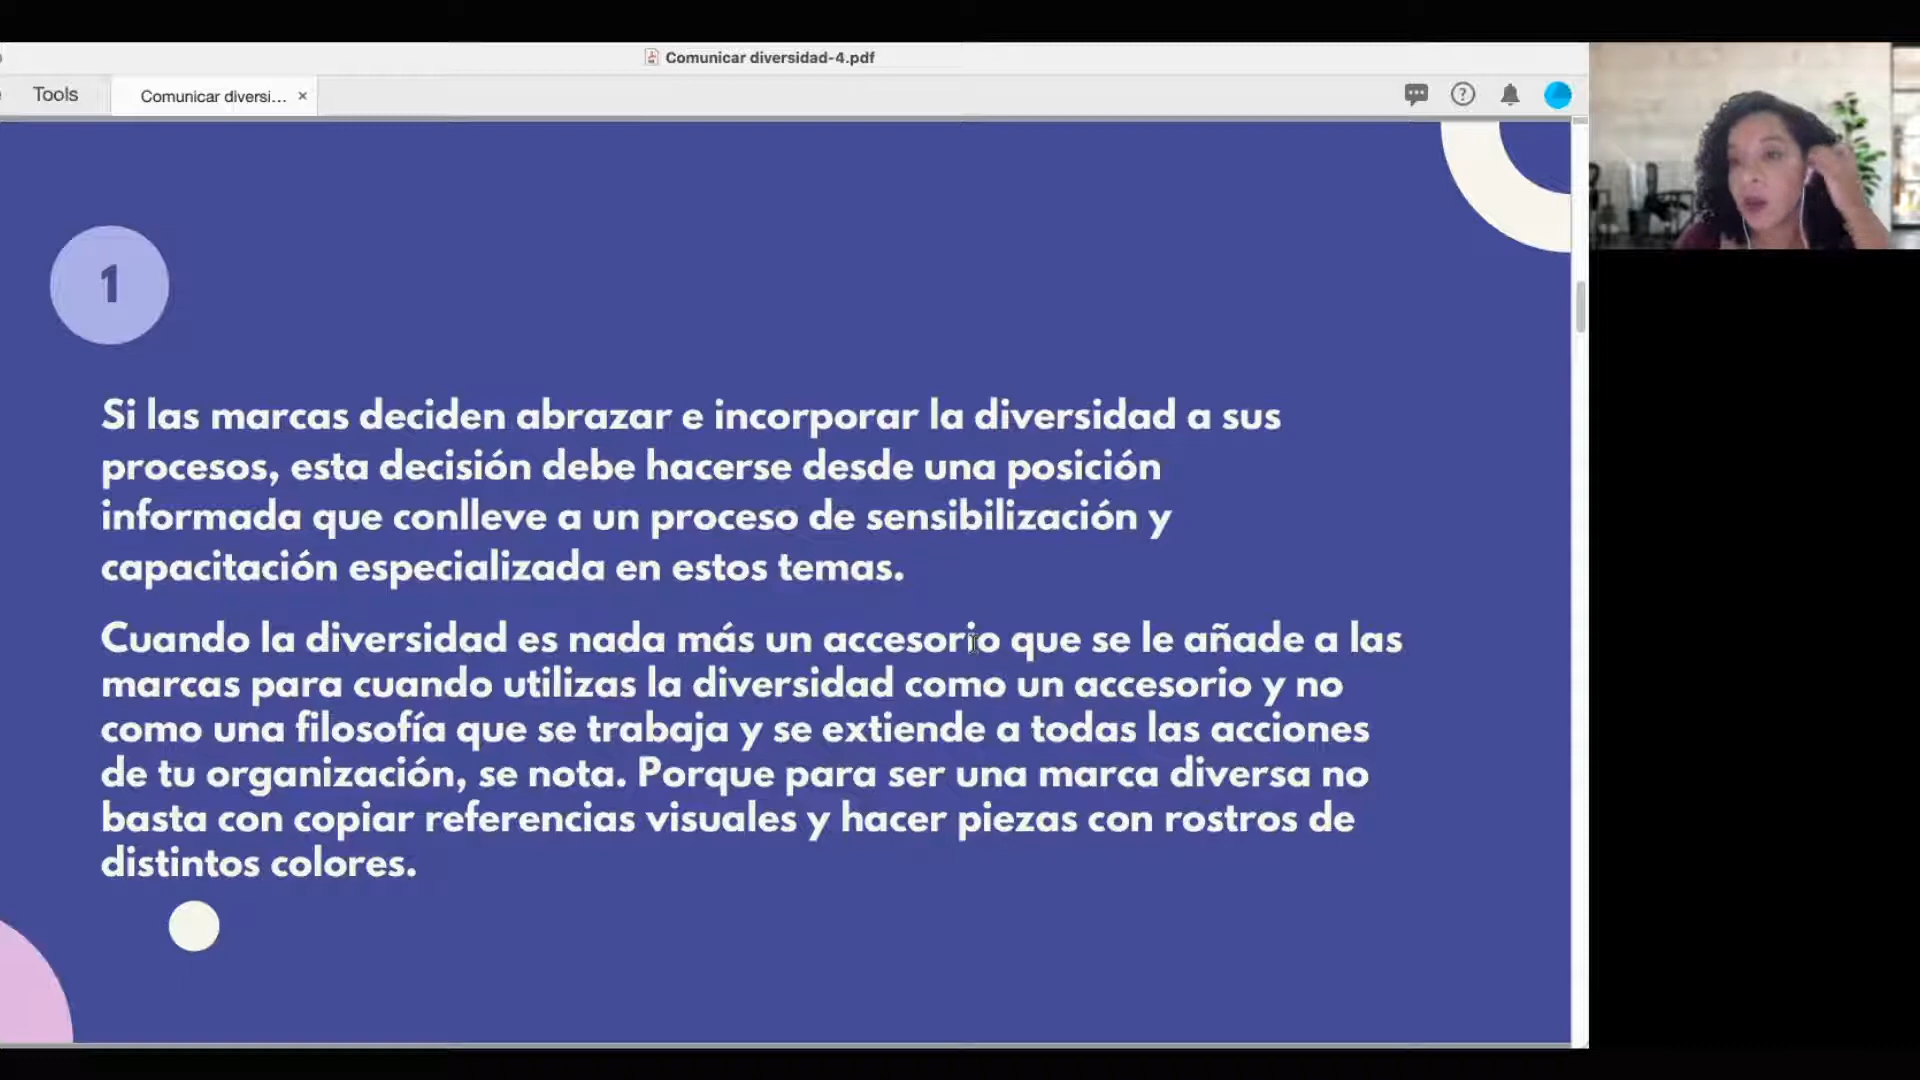 Comunicar diversidad-4.pdf
Tools
Comunicar diversi... ×
1
Si las marcas deciden abrazar e incorporar la diversidad a sus
procesos, esta decisión debe hacerse desde una posición
informada que conlleve a un proceso de sensibilización y
capacitación especializada en estos temas.
Cuando la diversidad es nada más un accesorio que se le añade a las
marcas para cuando utilizas la diversidad como un accesorio y no
como una filosofía que se trabaja y se extiende a todas las acciones
de tu organización, se nota. Porque para ser una marca diversa no
basta con copiar referencias visuales y hacer piezas con rostros de
distintos colores.